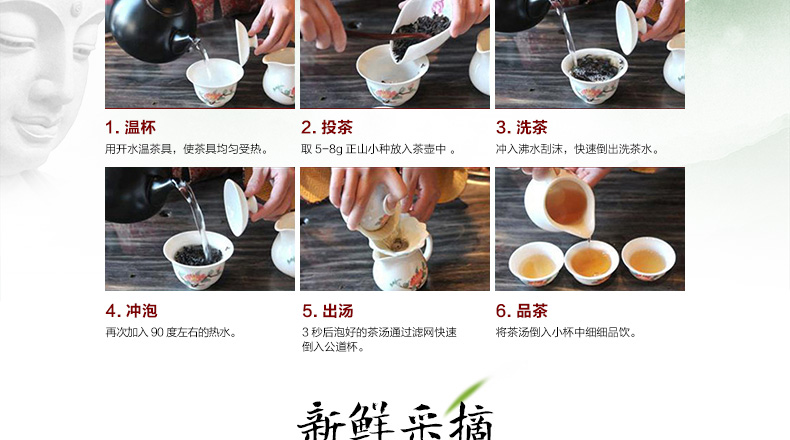 1. 温杯
用开水温茶具，使茶具均匀受热。
2. 投茶
取 5-8g 正山小种放入茶壶中 。
3. 洗茶
冲入沸水刮沫，快速倒出洗茶水。
4. 冲泡
再次加入 90 度左右的热水。
5. 出汤
3 秒后泡好的茶汤通过滤网快速
倒入公道杯。
6. 品茶
将茶汤倒入小杯中细细品饮。
新鲜采摘